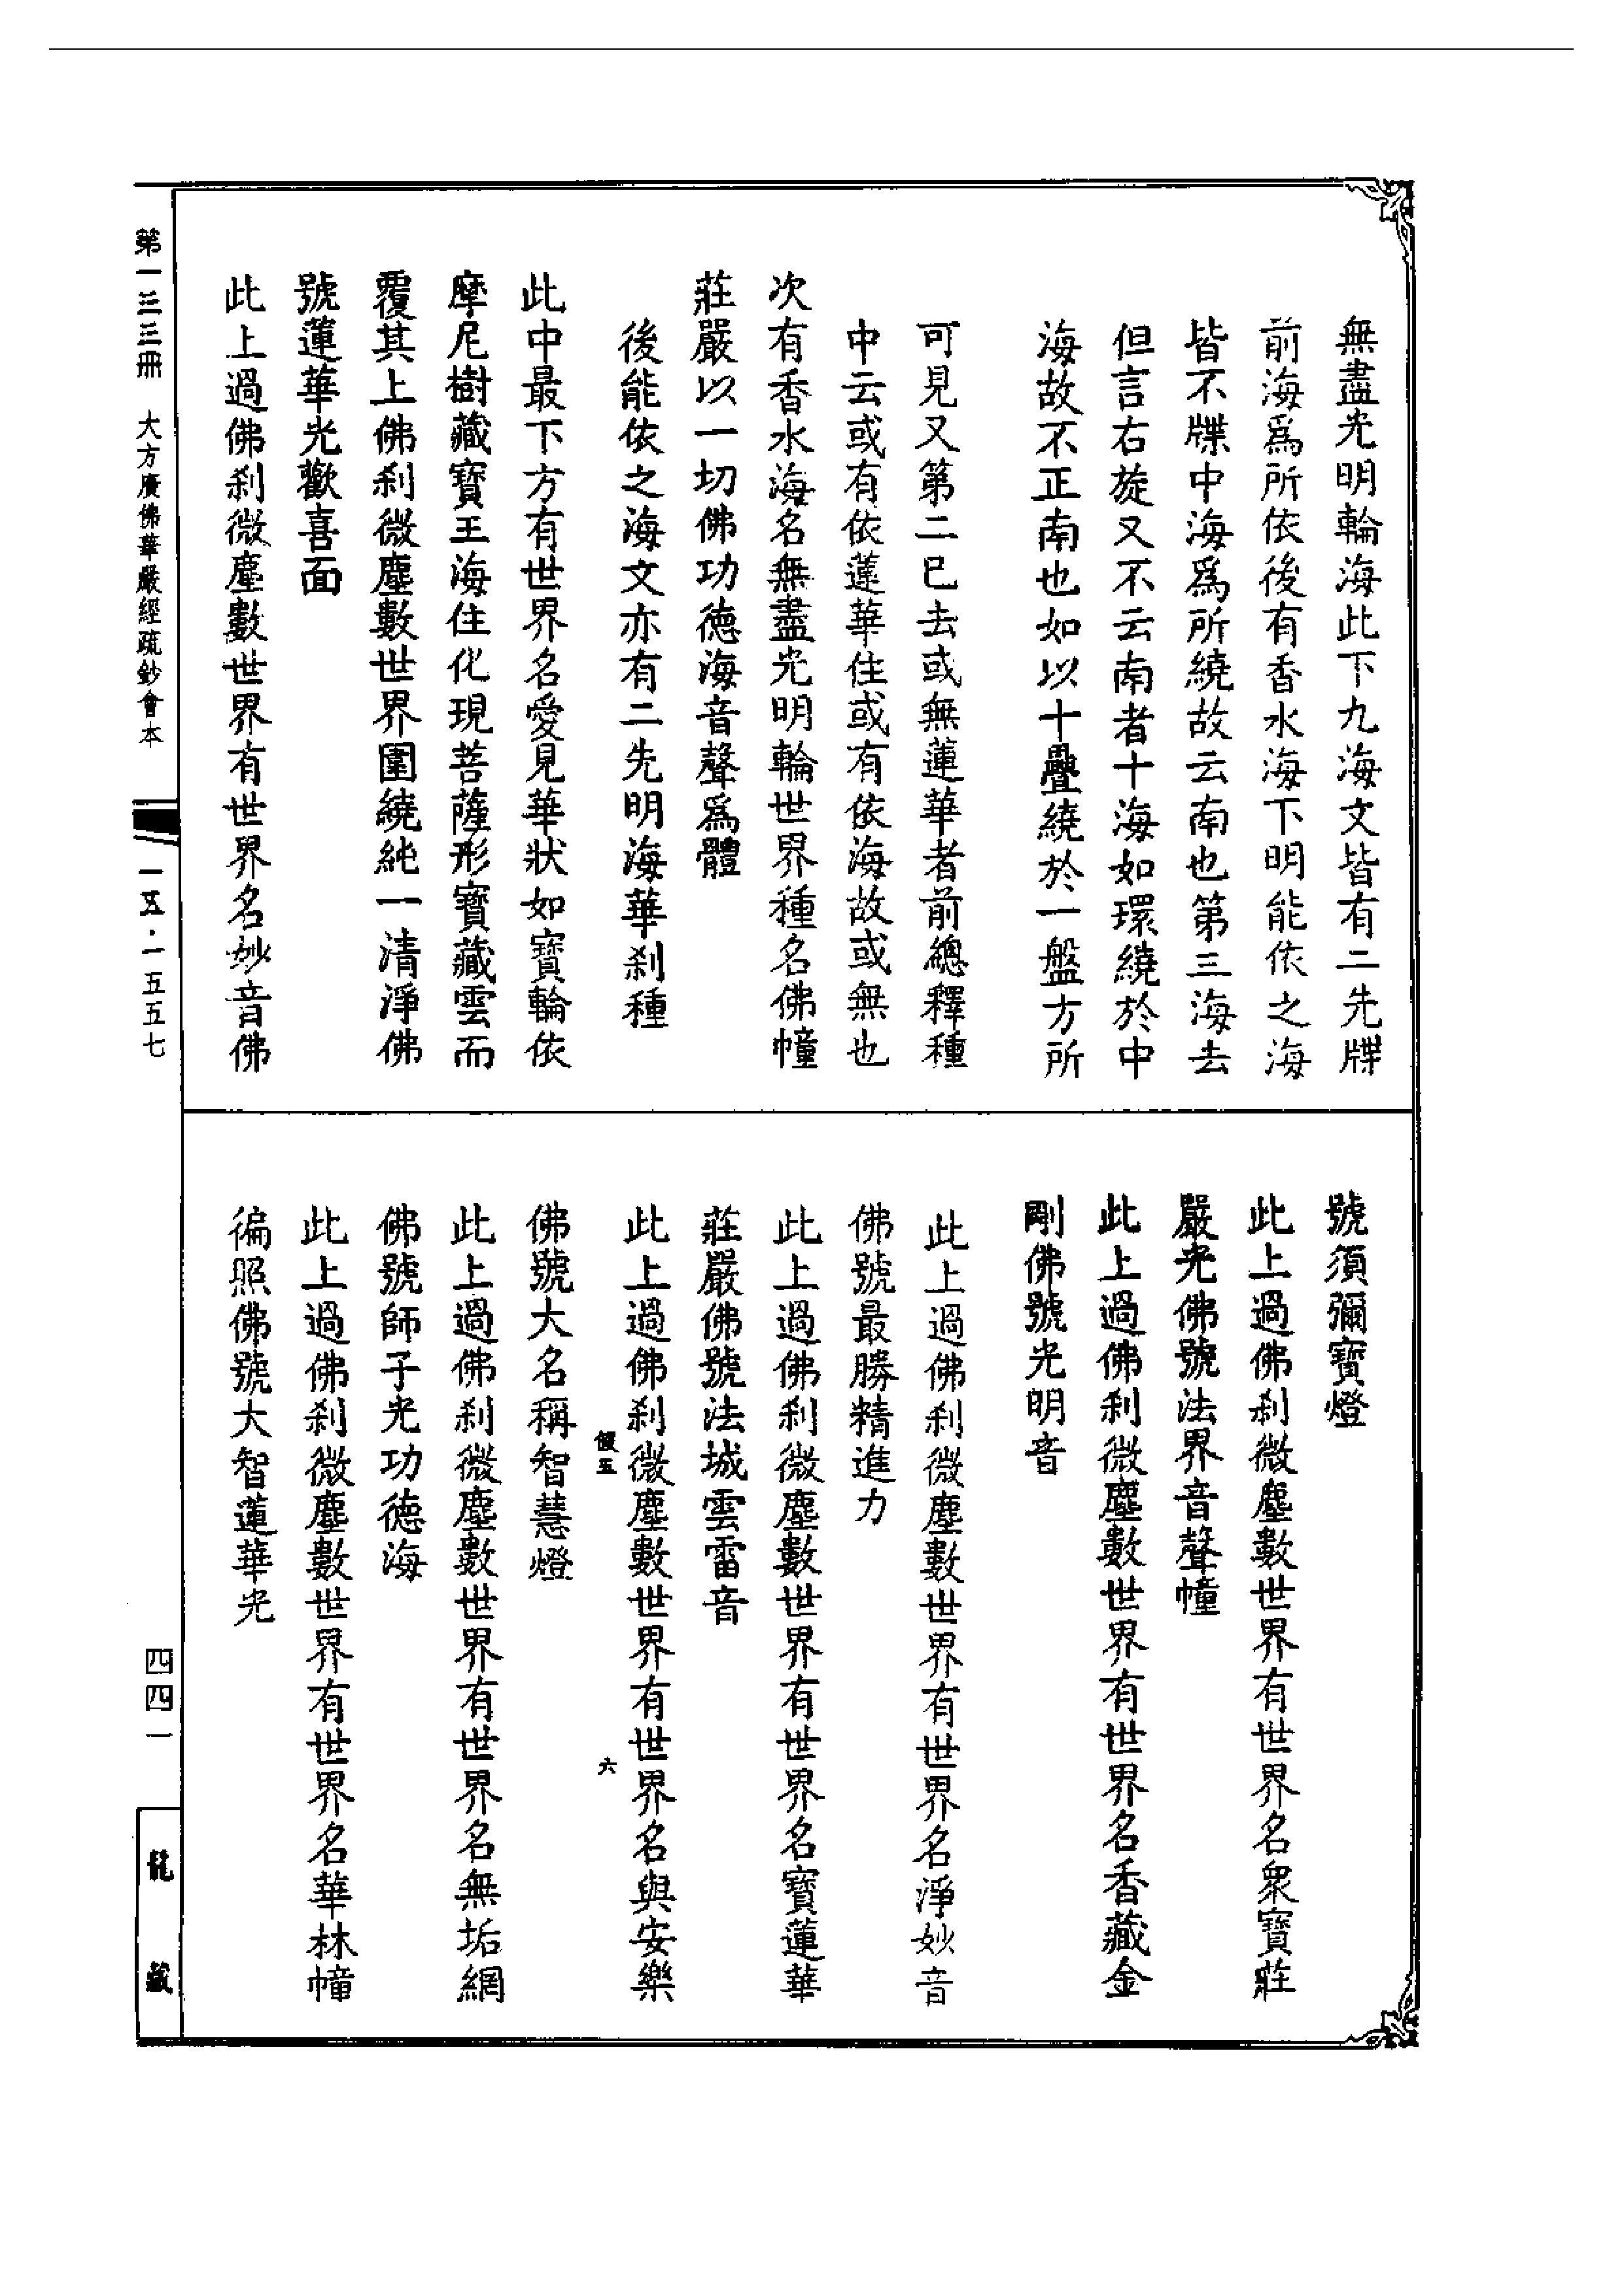 無盡光明輪海此下九海文皆有二先牒
前海爲所依後有香水海下明能依之海
皆不牒中海爲所繞故云南也第三海去
但言右旋又不云南者十海如環繞於中
海故不正南也如以十疊繞於一盤方所
可見又第二已去或無蓮華者前總釋種
中云或有依蓮華住或有依海故或無也
次有香水海名無盡光明輪世界種名佛幢
莊嚴以一切佛功德海音聲爲體
後能依之海文亦有二先明海華刹種
此中最下方有世界名愛見華狀如寶輪依
摩尼樹藏寶王海住化現菩薩形寶藏雲而
覆其上佛刹微塵數世界圍繞純一清淨佛
號蓮華光歡喜面
此上過佛刹微塵數世界有世界名妙音佛
號須彌寶燈
此上過佛刹微塵數世界有世界名衆寶莊
嚴光佛號法界音聲幢
此上過佛刹微塵數世界有世界名香藏金
剛佛號光明音
此上過佛刹微塵數世界有世界名淨妙音
佛號最勝精進力
此上過佛刹微塵數世界有世界名寶蓮華
莊嚴佛號法城雲雷音
此上過佛刹微塵數世界有世界名與安樂
佛號大名稱智慧燈
此上過佛刹微塵數世界有世界名無垢網
佛號師子光功德海
此上過佛刹微塵數世界有世界名華林幢
徧照佛號大智蓮華光
五 六
第一三三冊 大方廣佛華嚴經疏鈔會本
一五·一五五七
四四一
龍藏